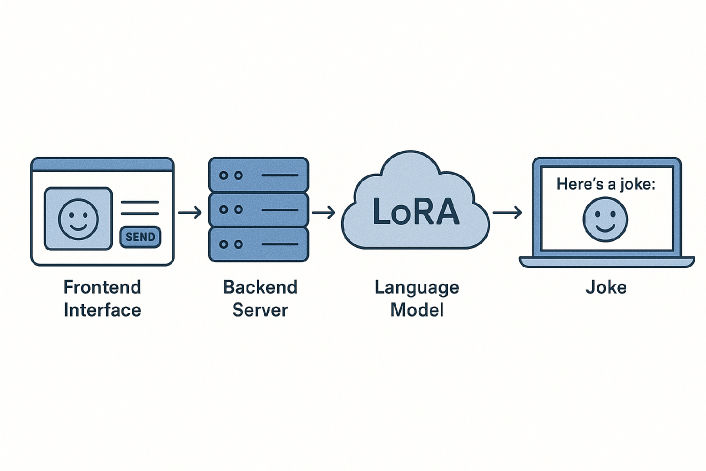 SEND
LoRA
Here's a joke:
Frontend
Interface
Backend
Server
Language
Model
Joke